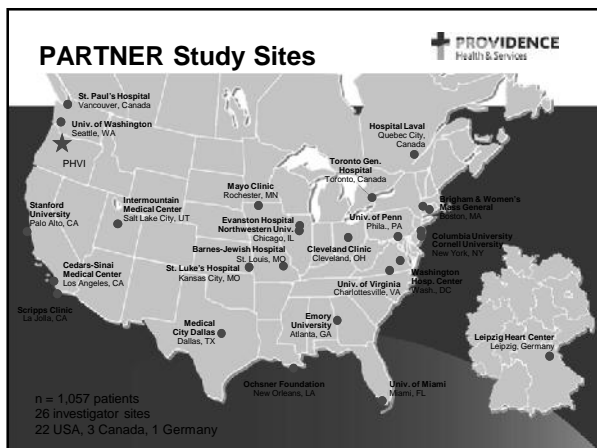 PARTNER Study Sites
PROVIDENCE
Health & Services
St. Paul's Hospital
Vancouver, Canada
Univ. of Washington
Seattle, WA
PHVI
Hospital Laval
Quebec City,
Canada
Toronto Gen.
Hospital
Toronto, Canada
Mayo Clinic
Rochester, MN
Brigham & Women's
Mass General
Boston, MA
Stanford
University
Palo Alto, CA
Intermountain
Medical Center
Salt Lake City, UT
Evanston Hospital
Northwestern Univ.
Chicago, IL
Univ. of Penn
Phila., PA
Columbia University
Cornell University
New York, NY
Cleveland Clinic
Cleveland, OH
Barnes-Jewish Hospital
St. Louis, MO
Cedars-Sinai
Medical Center
Los Angeles, CA
St. Luke's Hospital
Kansas City, MO
Washington
Hosp. Center
Wash., DC
Univ. of Virginia
Charlottesville, VA
Scripps Clinic
La Jolla, CA
Medical
City Dallas
Dallas, TX
Emory
University
Atlanta, GA
Leipzig Heart Center
Leipzig, Germany
Ochsner Foundation
New Orleans, LA
Univ. of Miami
Miami, FL
n = 1,057 patients
26 investigator sites
22 USA, 3 Canada, 1 Germany